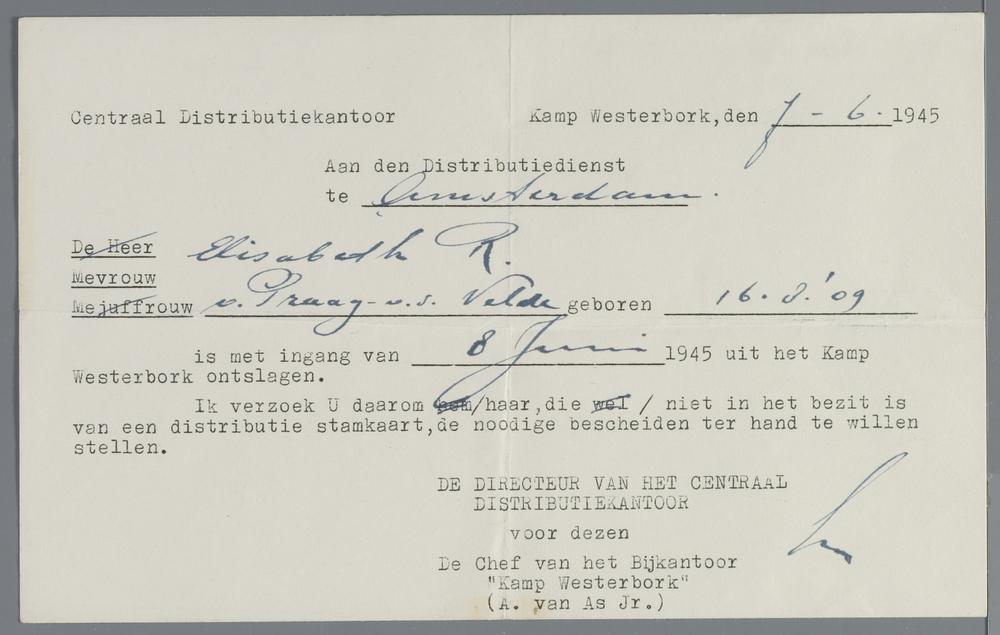 Centraal Distributiekantoor Kamp Westerbork, den 7 - 6 - 1945
Aan den Distributiedienst
te Amsterdam.
De Heer Elisabeth R.
Mevrouw
Mejuffrouw v. Praag - v.d. Velde geboren 16.8.'09
is met ingang van 8 Juni 1945 uit het Kamp
Westerbork ontslagen.
Ik verzoek U daarom hem/haar, die wel / niet in het bezit is
van een distributie stamkaart, de noodige bescheiden ter hand te willen
stellen.
DE DIRECTEUR VAN HET CENTRAAL
DISTRIBUTIEKANTOOR
voor dezen
De Chef van het Bijkantoor
"Kamp Westerbork"
(A. van As Jr.)